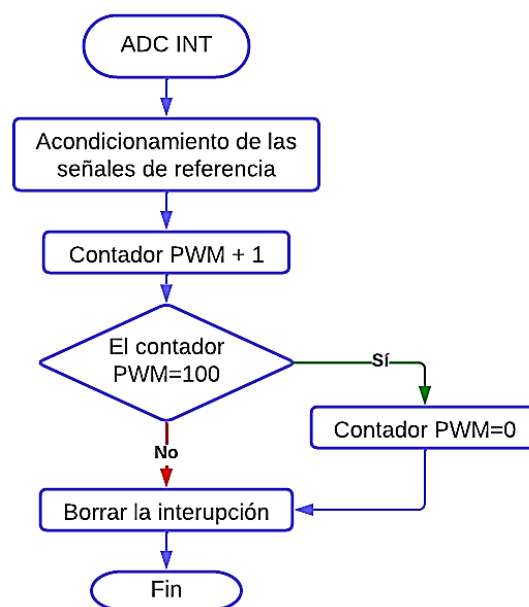 ADC INT
Acondicionamiento de las
señales de referencia
Contador PWM + 1
El contador
PWM=100
Sí
Contador PWM=0
No
Borrar la interupción
Fin